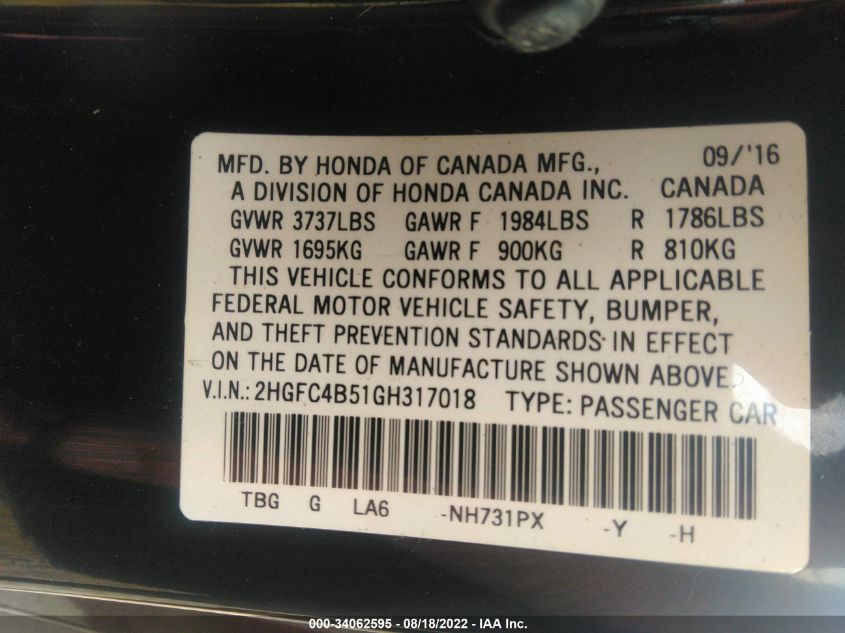 MFD. BY HONDA OF CANADA MFG., 09/'16
A DIVISION OF HONDA CANADA INC. CANADA
GVWR 3737LBS GAWR F 1984LBS R 1786LBS
GVWR 1695KG GAWR F 900KG R 810KG
THIS VEHICLE CONFORMS TO ALL APPLICABLE
FEDERAL MOTOR VEHICLE SAFETY, BUMPER,
AND THEFT PREVENTION STANDARDS IN EFFECT
ON THE DATE OF MANUFACTURE SHOWN ABOVE.
V.I.N.: 2HGFC4B51GH317018 TYPE: PASSENGER CAR
TBG G LA6 -NH731PX -Y -H
000-34062595 - 08/18/2022 - IAA Inc.